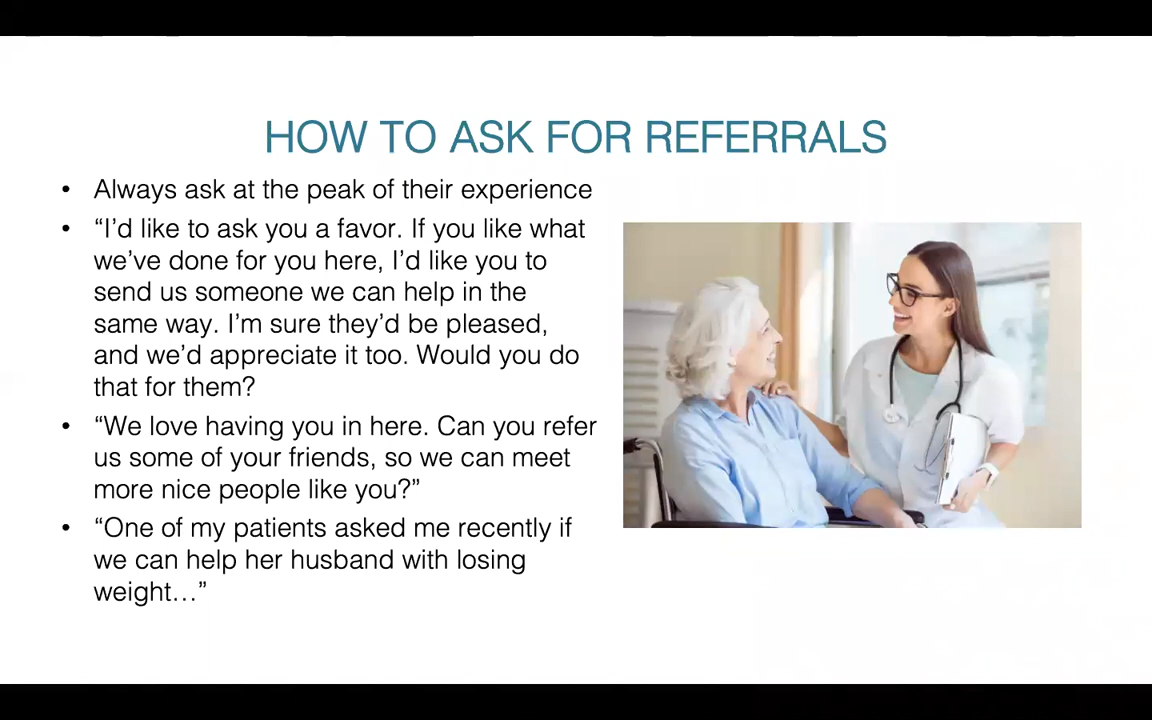 HOW TO ASK FOR REFERRALS
• Always ask at the peak of their experience
• “I’d like to ask you a favor. If you like what
we’ve done for you here, I’d like you to
send us someone we can help in the
same way. I’m sure they’d be pleased,
and we’d appreciate it too. Would you do
that for them?
• “We love having you in here. Can you refer
us some of your friends, so we can meet
more nice people like you?”
• “One of my patients asked me recently if
we can help her husband with losing
weight…”